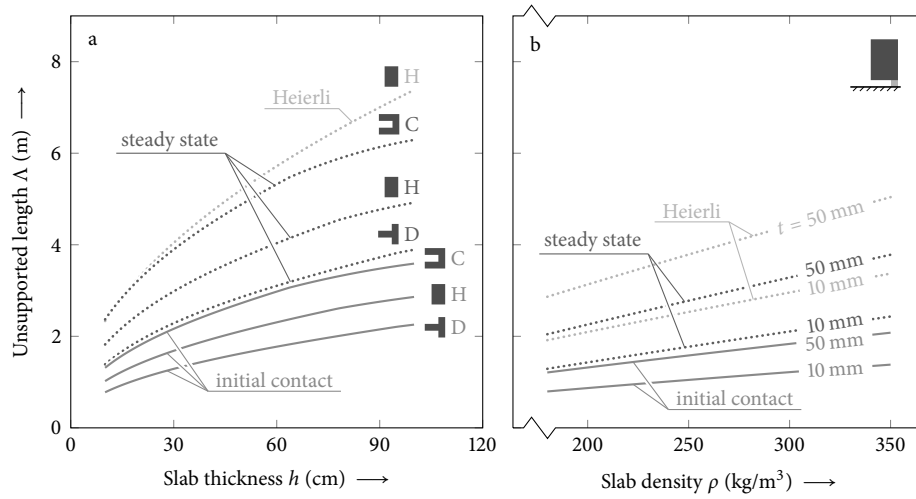 a
8
6
4
2
0
0
30
60
90
120
Unsupported length Λ (m) ⟶
Slab thickness h (cm) ⟶
Heierli
steady state
initial contact
H
C
H
D
C
H
D
b
200
250
300
350
Slab density ρ (kg/m³) ⟶
Heierli
steady state
initial contact
t = 50 mm
50 mm
10 mm
10 mm
50 mm
10 mm